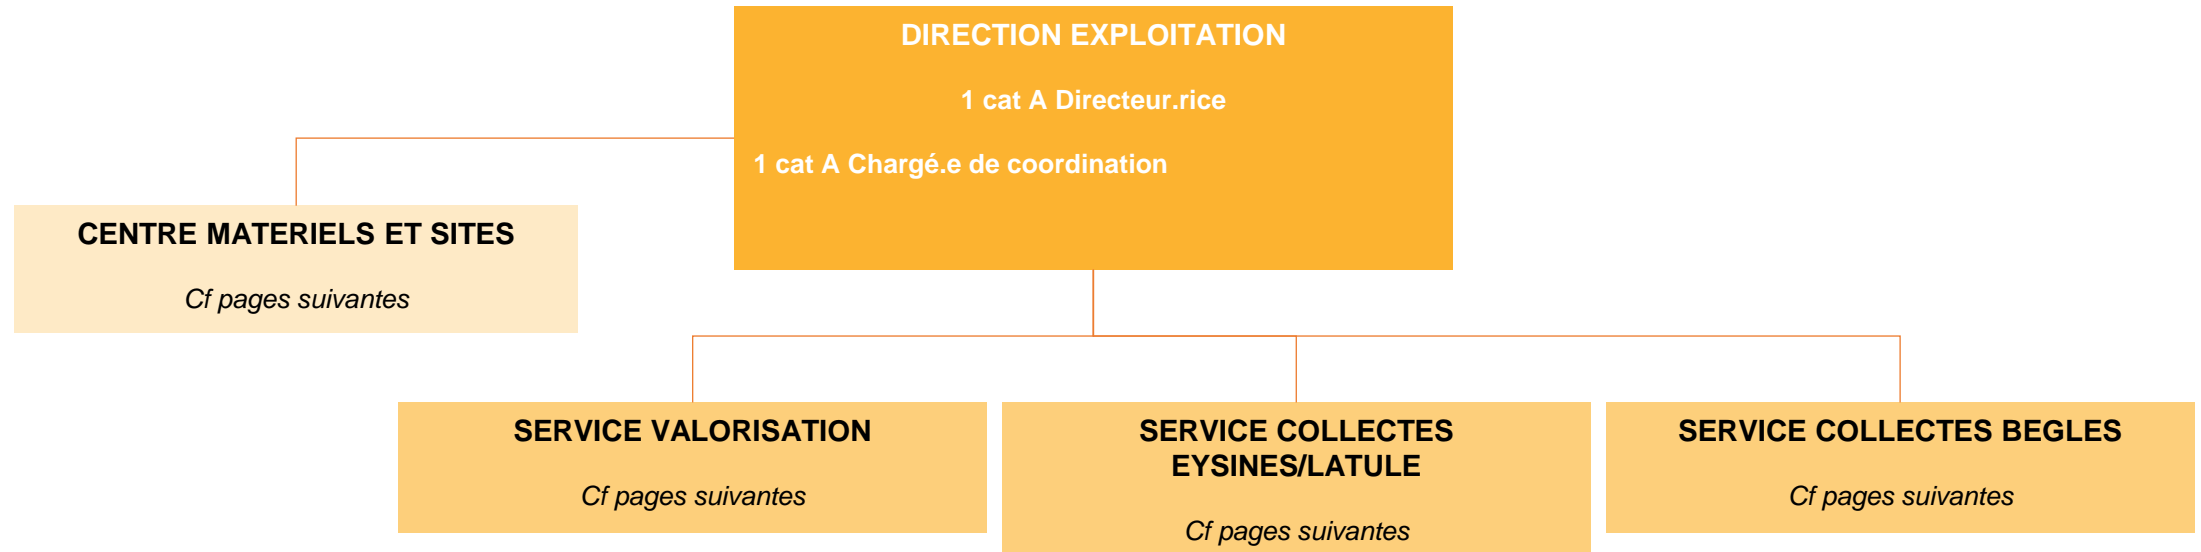 DIRECTION EXPLOITATION
1 cat A Directeur.rice
1 cat A Chargé.e de coordination
CENTRE MATERIELS ET SITES
Cf pages suivantes
SERVICE VALORISATION
Cf pages suivantes
SERVICE COLLECTES
EYSINES/LATULE
Cf pages suivantes
SERVICE COLLECTES BEGLES
Cf pages suivantes